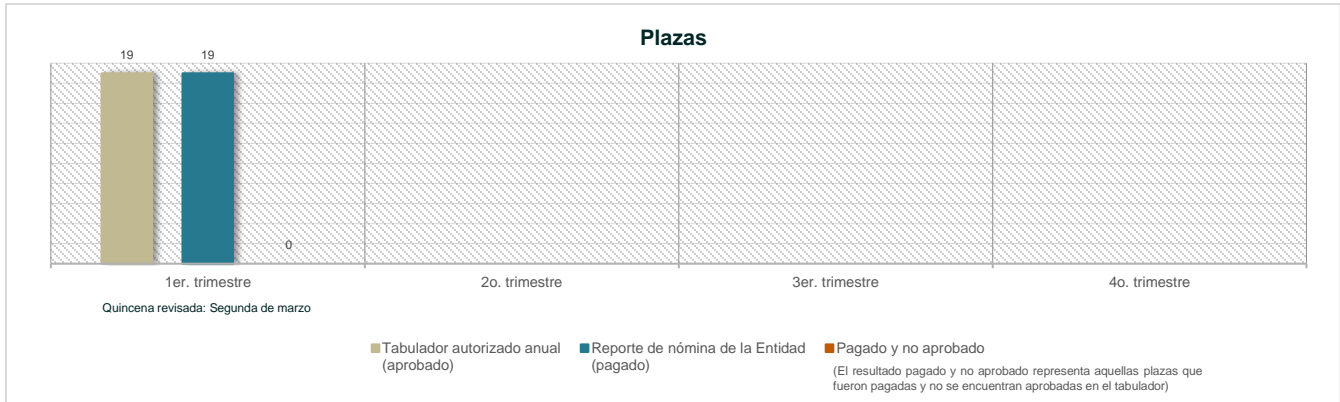 Plazas
19
19
0
1er. trimestre
2o. trimestre
3er. trimestre
4o. trimestre
Quincena revisada: Segunda de marzo
Tabulador autorizado anual
(aprobado)
Reporte de nómina de la Entidad
(pagado)
Pagado y no aprobado
(El resultado pagado y no aprobado representa aquellas plazas que
fueron pagadas y no se encuentran aprobadas en el tabulador)